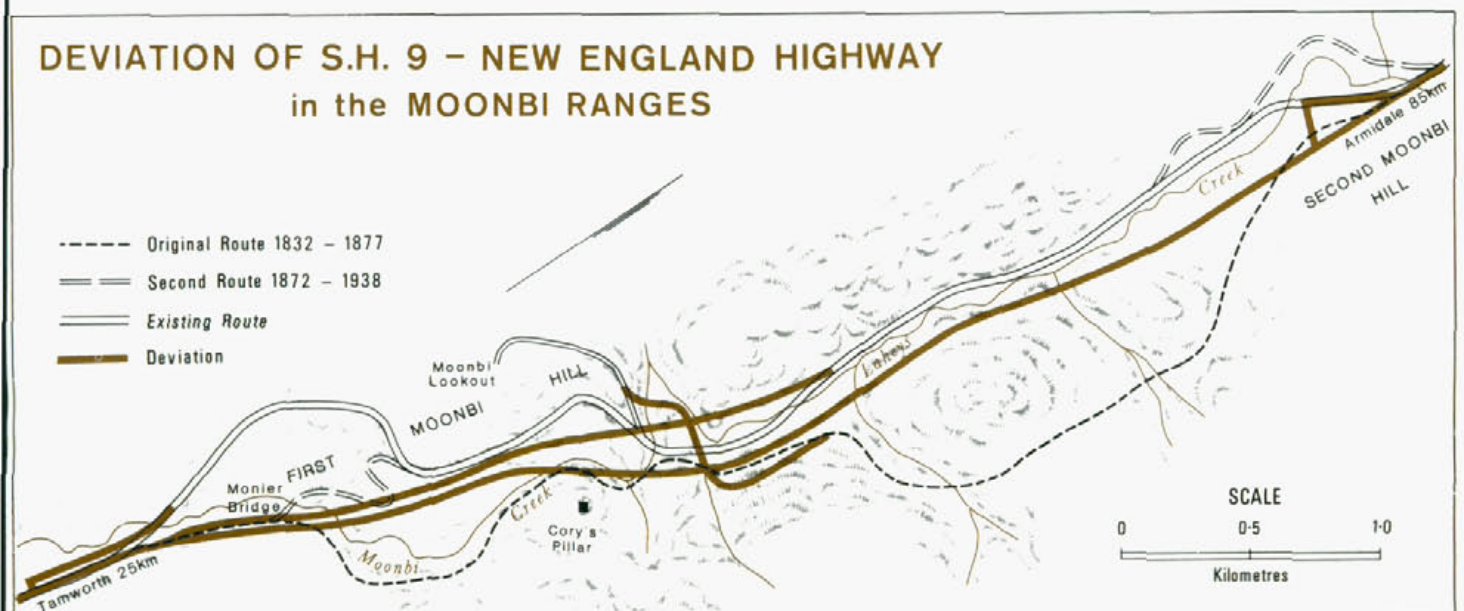 DEVIATION OF S.H. 9 – NEW ENGLAND HIGHWAY
in the MOONBI RANGES
Original Route 1832 – 1877
Second Route 1872 – 1938
Existing Route
Deviation
Armidale 85km
SECOND MOONBI
HILL
Creek
Laheys
Moonbi
Lookout
FIRST
MOONBI
HILL
Monier
Bridge
Moonbi
Creek
Cory's
Pillar
Tamworth 25km
SCALE
0 0·5 1·0
Kilometres